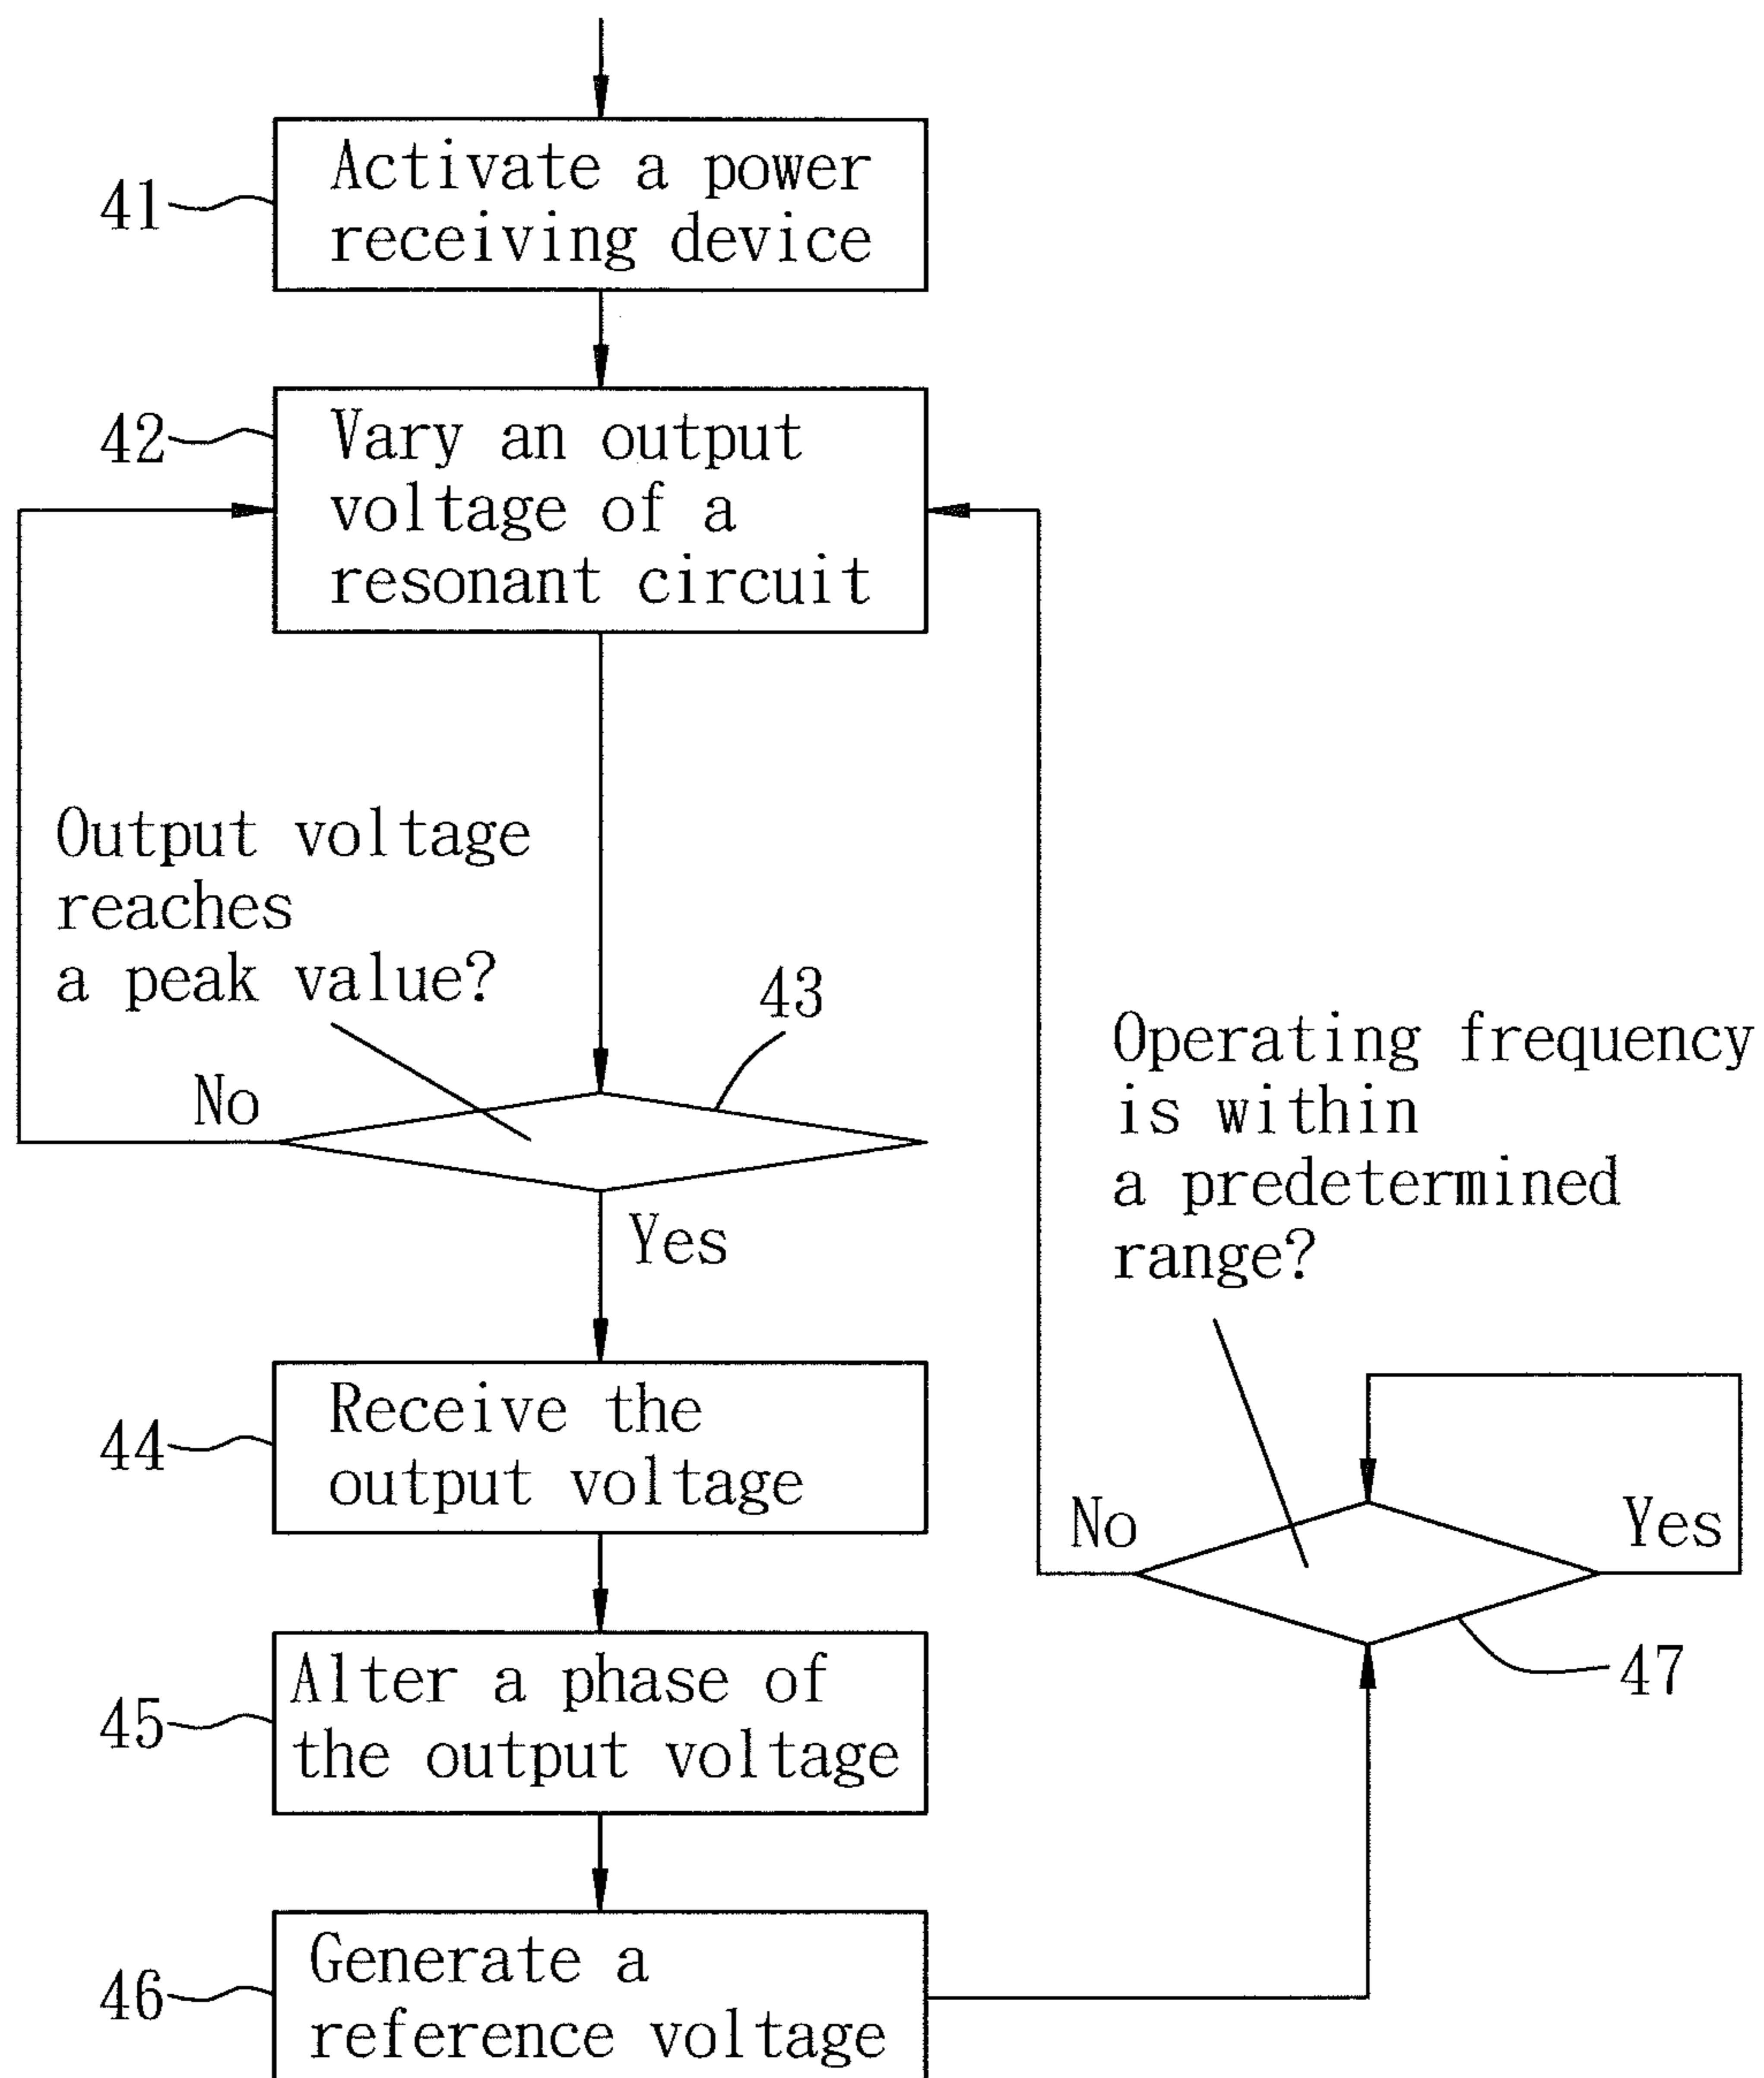 41
Activate a power
receiving device
42
Vary an output
voltage of a
resonant circuit
Output voltage
reaches
a peak value?
43
No
Yes
44
Receive the
output voltage
45
Alter a phase of
the output voltage
46
Generate a
reference voltage
Operating frequency
is within
a predetermined
range?
No
Yes
47